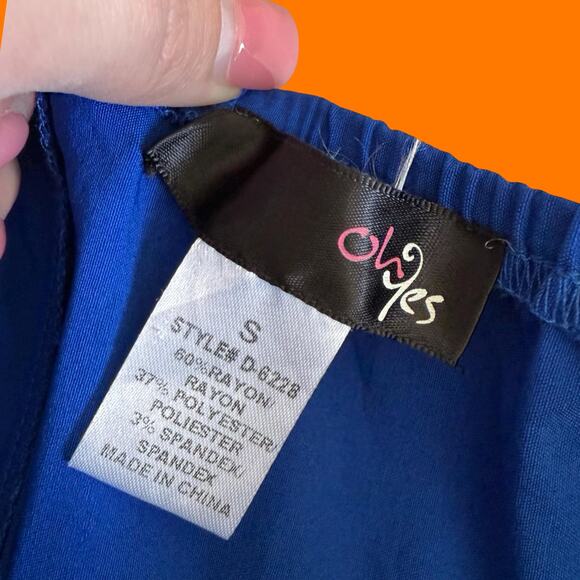 Oh Yes
S
STYLE# D-6228
60%RAYON/
RAYON
37% POLYESTER/
POLIESTER
3% SPANDEX/
SPANDEX
MADE IN CHINA